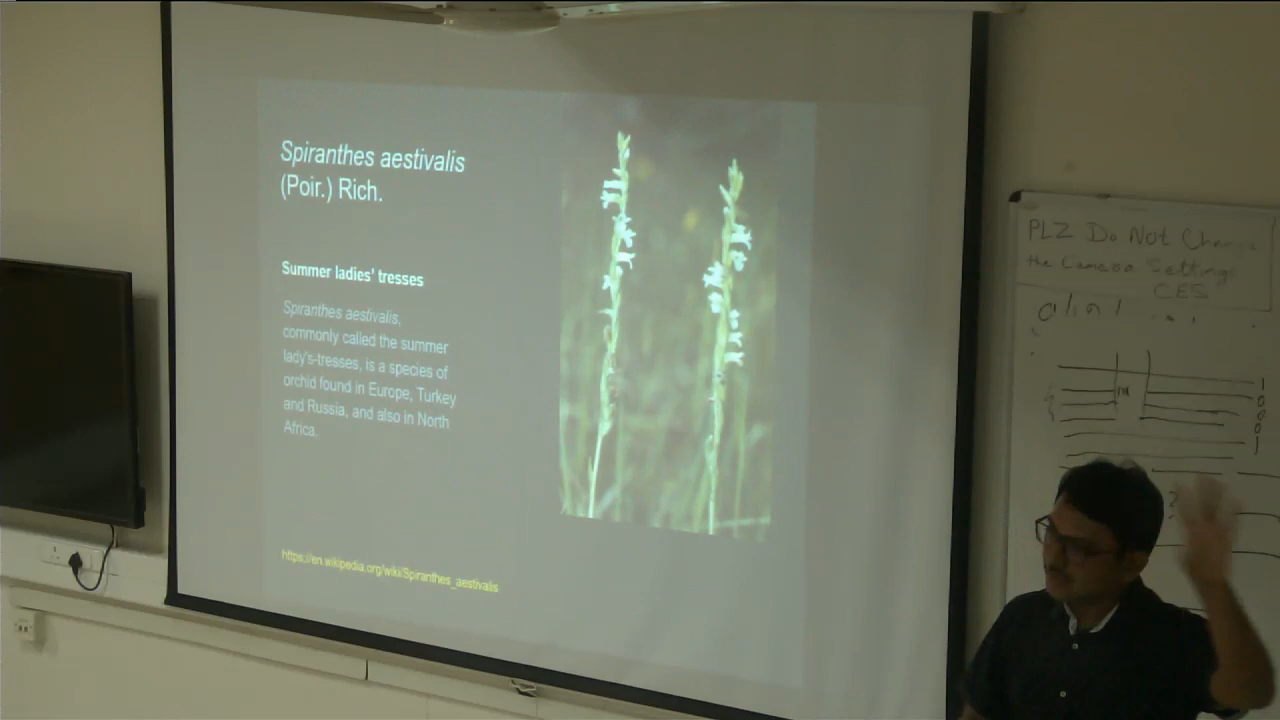 Spiranthes aestivalis
(Poir.) Rich.
Summer ladies' tresses
Spiranthes aestivalis,
commonly called the summer
lady's-tresses, is a species of
orchid found in Europe, Turkey
and Russia, and also in North
Africa.
https://en.wikipedia.org/wiki/Spiranthes_aestivalis
PLZ Do Not Change
the Camera Settings
CES